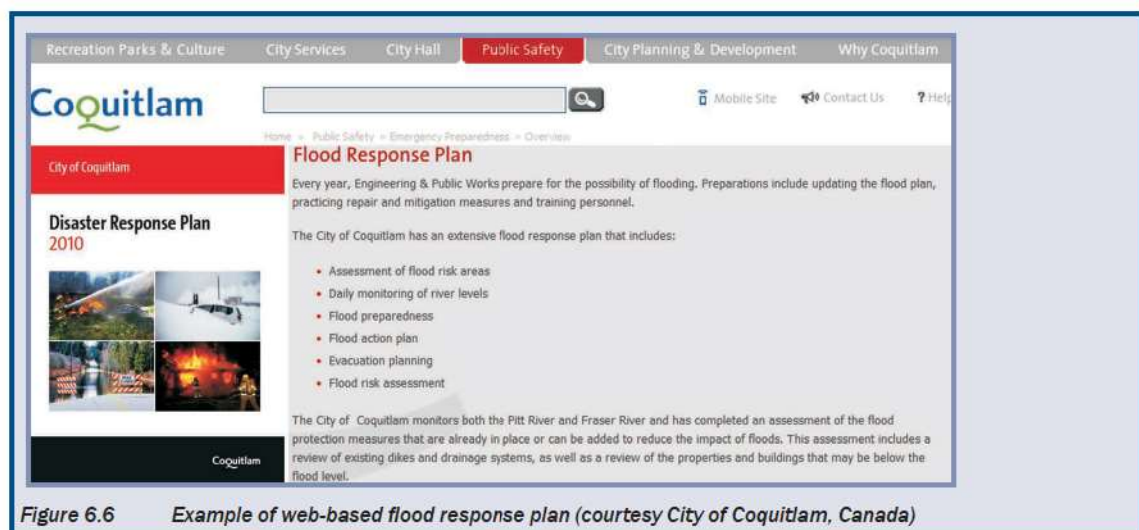 Recreation Parks & Culture City Services City Hall Public Safety City Planning & Development Why Coquitlam
Coquitlam
Mobile Site Contact Us ? Help
Home » Public Safety » Emergency Preparedness » Overview
City of Coquitlam
Disaster Response Plan
2010
Coquitlam
Flood Response Plan
Every year, Engineering & Public Works prepare for the possibility of flooding. Preparations include updating the flood plan,
practicing repair and mitigation measures and training personnel.
The City of Coquitlam has an extensive flood response plan that includes:
• Assessment of flood risk areas
• Daily monitoring of river levels
• Flood preparedness
• Flood action plan
• Evacuation planning
• Flood risk assessment
The City of Coquitlam monitors both the Pitt River and Fraser River and has completed an assessment of the flood
protection measures that are already in place or can be added to reduce the impact of floods. This assessment includes a
review of existing dikes and drainage systems, as well as a review of the properties and buildings that may be below the
flood level.
Figure 6.6 Example of web-based flood response plan (courtesy City of Coquitlam, Canada)